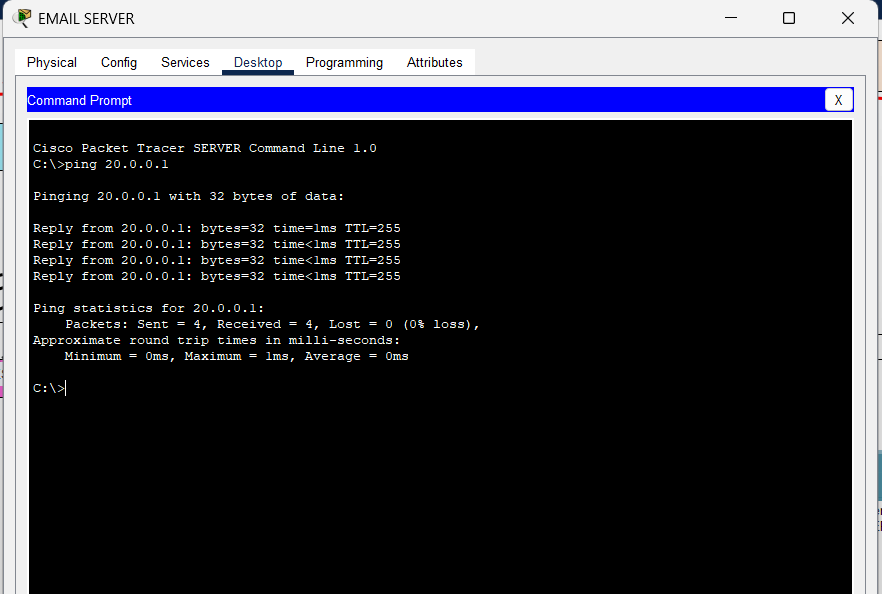 EMAIL SERVER
Physical Config Services Desktop Programming Attributes
Command Prompt X
Cisco Packet Tracer SERVER Command Line 1.0
C:\>ping 20.0.0.1
Pinging 20.0.0.1 with 32 bytes of data:
Reply from 20.0.0.1: bytes=32 time=1ms TTL=255
Reply from 20.0.0.1: bytes=32 time<1ms TTL=255
Reply from 20.0.0.1: bytes=32 time<1ms TTL=255
Reply from 20.0.0.1: bytes=32 time<1ms TTL=255
Ping statistics for 20.0.0.1:
Packets: Sent = 4, Received = 4, Lost = 0 (0% loss),
Approximate round trip times in milli-seconds:
Minimum = 0ms, Maximum = 1ms, Average = 0ms
C:\>